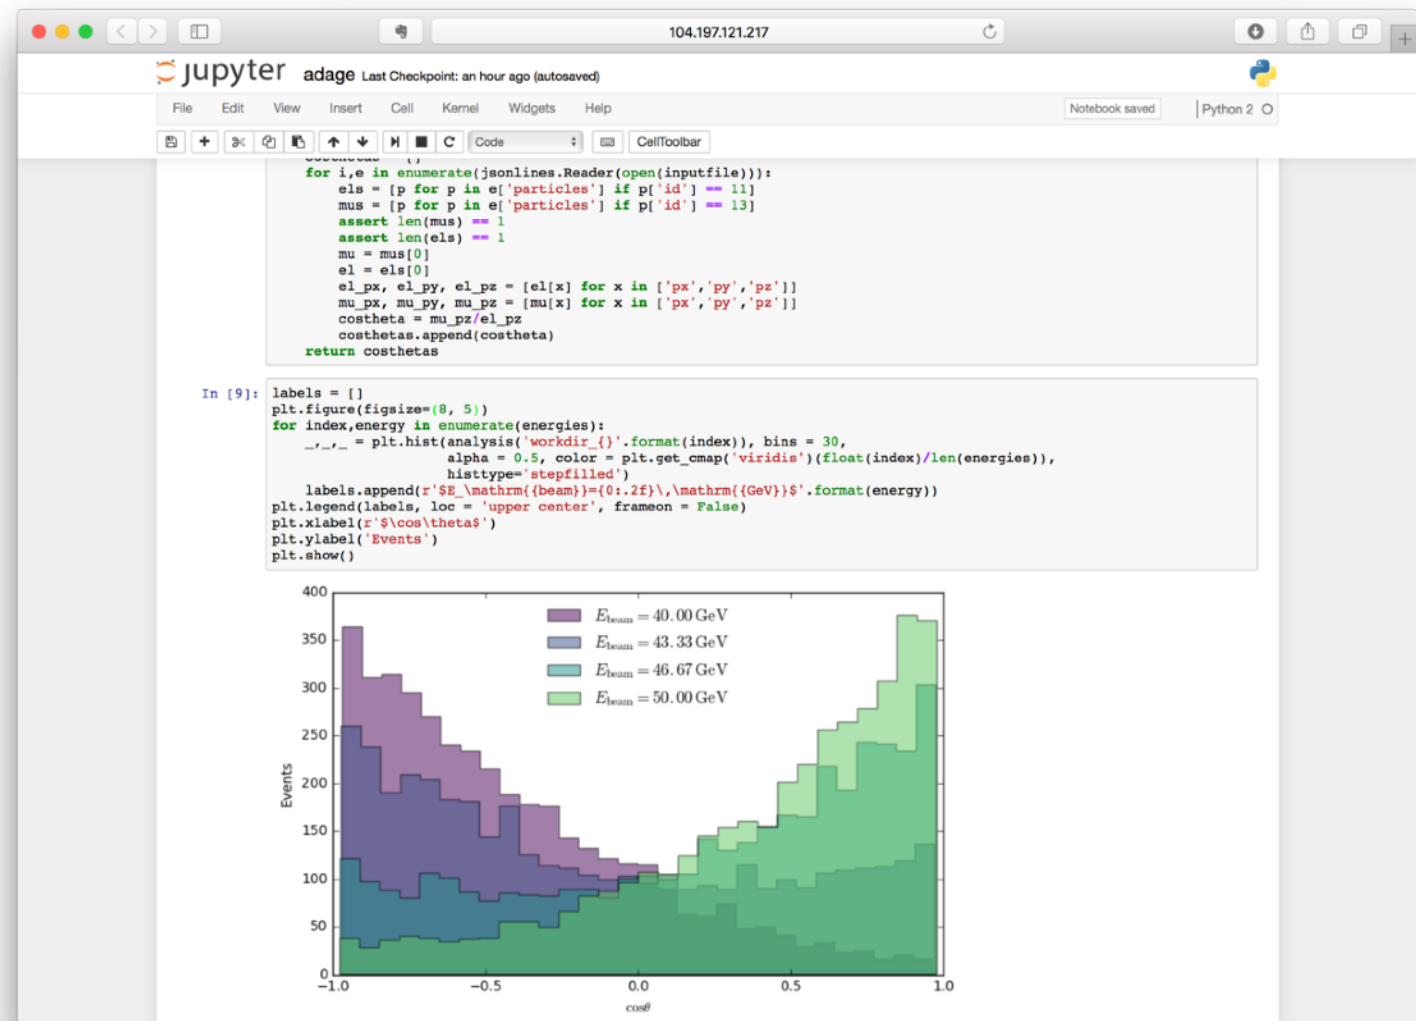 104.197.121.217
jupyter adage Last Checkpoint: an hour ago (autosaved)
File Edit View Insert Cell Kernel Widgets Help Notebook saved Python 2
Code CellToolbar
for i,e in enumerate(jsonlines.Reader(open(inputfile))):
els = [p for p in e['particles'] if p['id'] == 11]
mus = [p for p in e['particles'] if p['id'] == 13]
assert len(mus) == 1
assert len(els) == 1
mu = mus[0]
el = els[0]
el_px, el_py, el_pz = [el[x] for x in ['px','py','pz']]
mu_px, mu_py, mu_pz = [mu[x] for x in ['px','py','pz']]
costheta = mu_pz/el_pz
costhetas.append(costheta)
return costhetas
In [9]: labels = []
plt.figure(figsize=(8, 5))
for index,energy in enumerate(energies):
_,_,_ = plt.hist(analysis('workdir_{}'.format(index)), bins = 30,
alpha = 0.5, color = plt.get_cmap('viridis')(float(index)/len(energies)),
histtype='stepfilled')
labels.append(r'$E_\mathrm{{beam}}={0:.2f}\,\mathrm{{GeV}}$'.format(energy))
plt.legend(labels, loc = 'upper center', frameon = False)
plt.xlabel(r'$\cos\theta$')
plt.ylabel('Events')
plt.show()
400
350
300
250
200
150
100
50
0
Events
E_beam = 40.00 GeV
E_beam = 43.33 GeV
E_beam = 46.67 GeV
E_beam = 50.00 GeV
−1.0 −0.5 0.0 0.5 1.0
cosθ